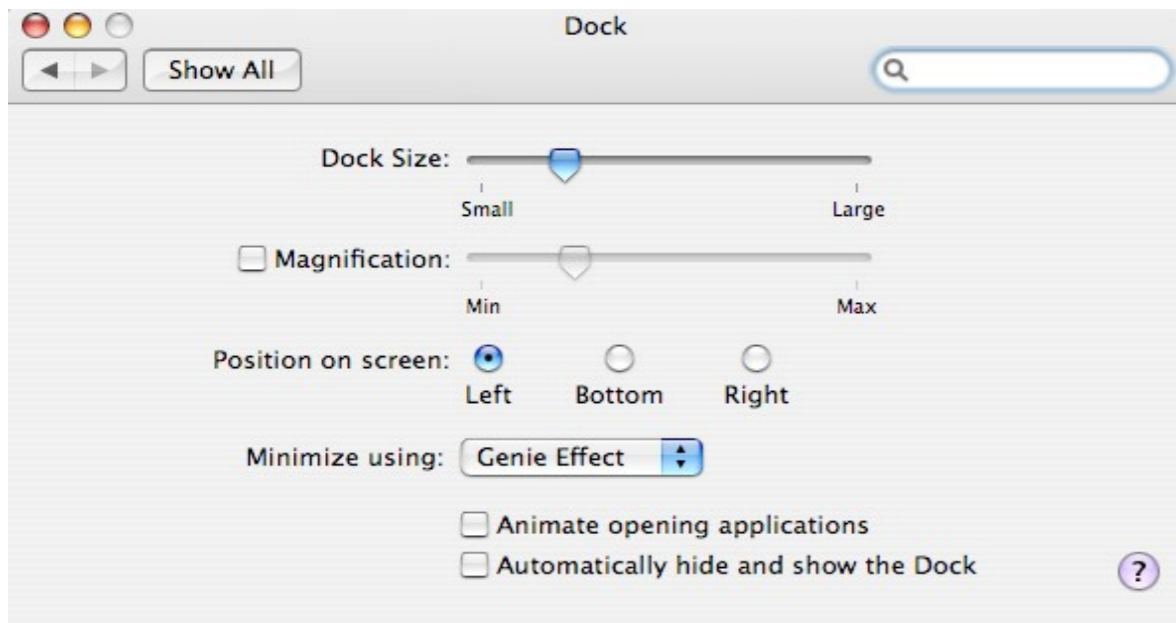 Dock
Show All
Dock Size:
Small Large
Magnification:
Min Max
Position on screen:
Left Bottom Right
Minimize using: Genie Effect
Animate opening applications
Automatically hide and show the Dock
?